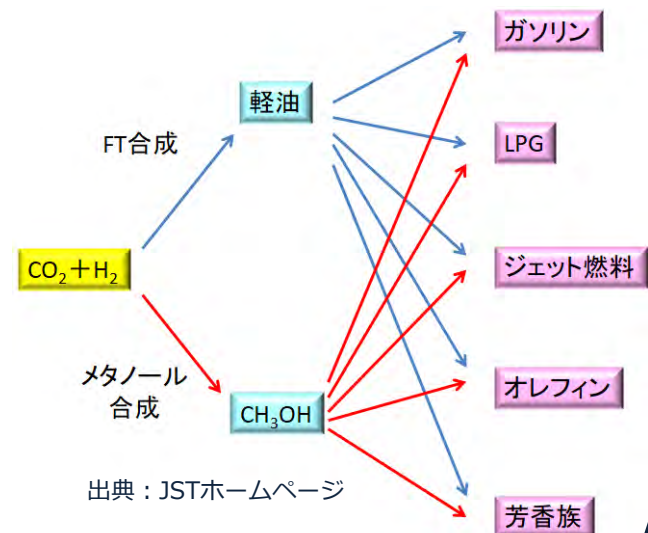 ガソリン
軽油
FT合成
LPG
CO₂＋H₂
ジェット燃料
メタノール
合成
オレフィン
CH₃OH
出典：JSTホームページ
芳香族